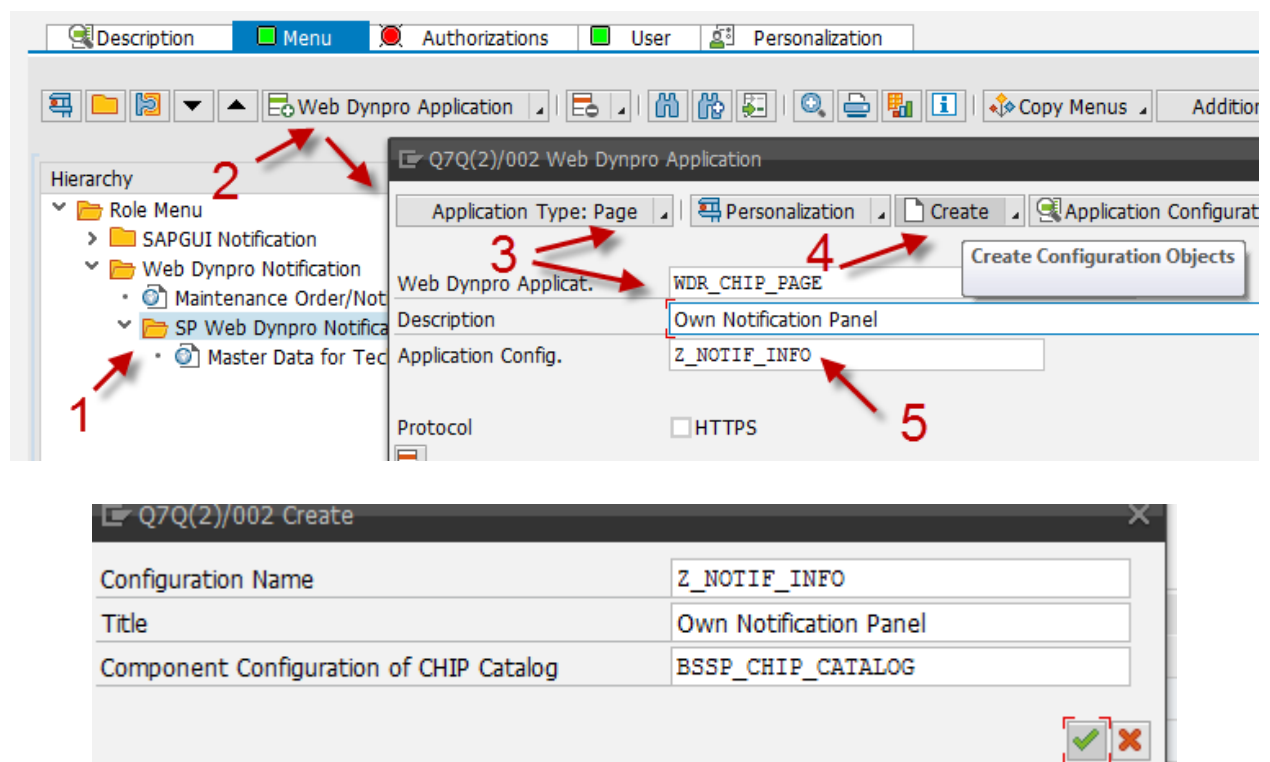 Description Menu Authorizations User Personalization
Web Dynpro Application Copy Menus Addition
2
Q7Q(2)/002 Web Dynpro Application
Hierarchy
Role Menu
Application Type: Page Personalization Create Application Configurat
SAPGUI Notification
3 4
Create Configuration Objects
Web Dynpro Notification
Web Dynpro Applicat. WDR_CHIP_PAGE
Maintenance Order/Not
SP Web Dynpro Notifica
Description Own Notification Panel
Master Data for Tec
Application Config. Z_NOTIF_INFO
1
5
Protocol HTTPS
Q7Q(2)/002 Create
Configuration Name Z_NOTIF_INFO
Title Own Notification Panel
Component Configuration of CHIP Catalog BSSP_CHIP_CATALOG